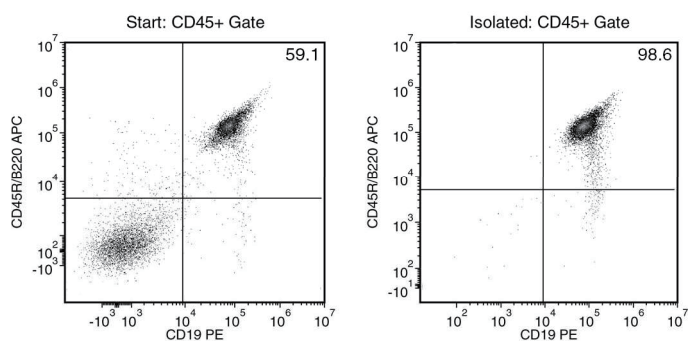 Start: CD45+ Gate
59.1
10^7
10^6
10^5
10^4
10^2
-10^3
CD45R/B220 APC
-10^3 10^3 10^4 10^5 10^6 10^7
CD19 PE
Isolated: CD45+ Gate
98.6
10^7
10^6
10^5
10^4
10^3
10^2
-10^1
CD45R/B220 APC
10^2 10^3 10^4 10^5 10^6 10^7
CD19 PE